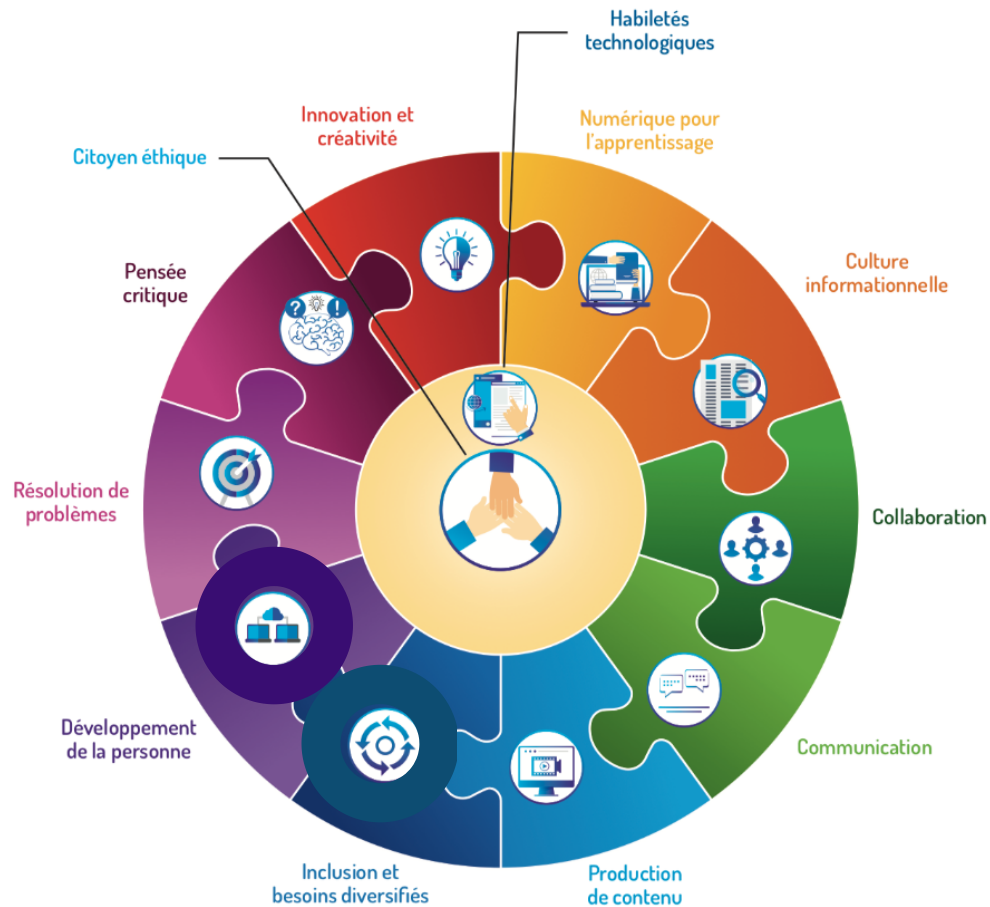 Habiletés
technologiques
Innovation et
créativité
Numérique pour
l'apprentissage
Citoyen éthique
Pensée
critique
Culture
informationnelle
? !
Résolution de
problèmes
Collaboration
Développement
de la personne
Communication
Inclusion et
besoins diversifiés
Production
de contenu